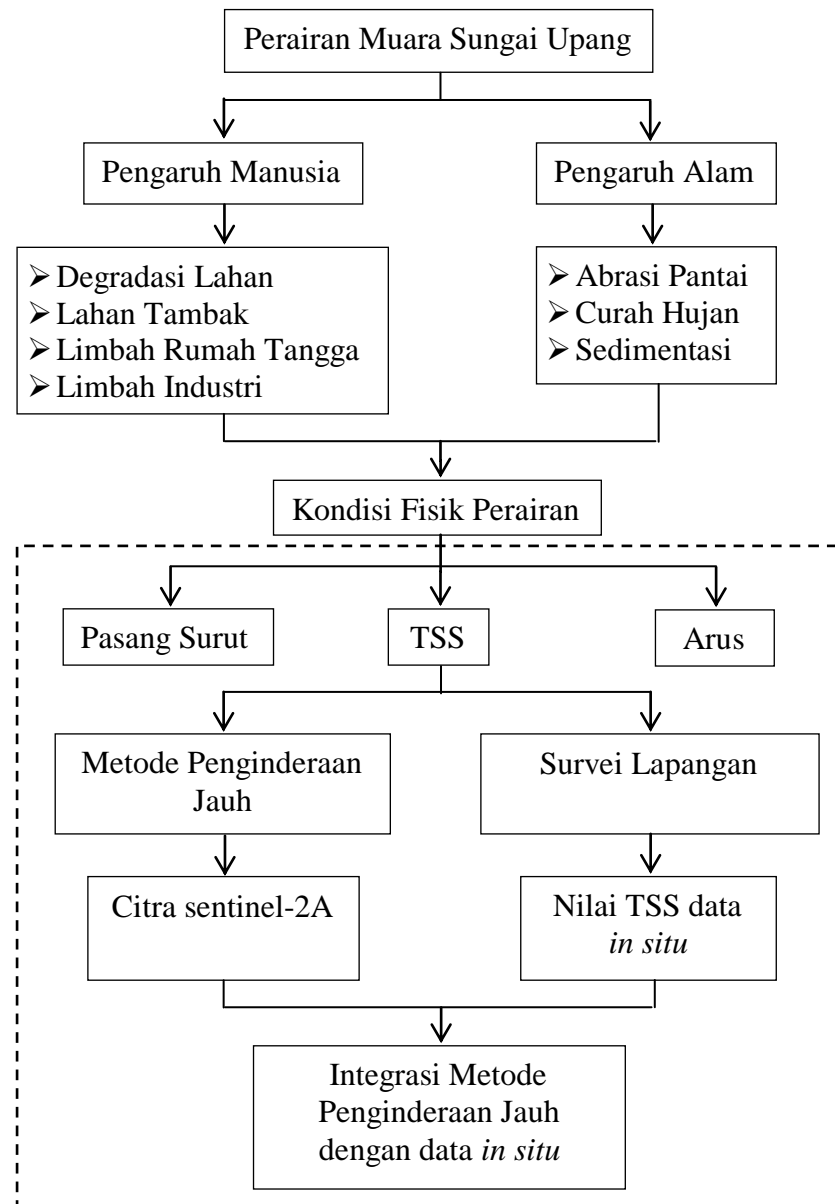 Perairan Muara Sungai Upang
Pengaruh Manusia
Pengaruh Alam
➢ Degradasi Lahan
➢ Lahan Tambak
➢ Limbah Rumah Tangga
➢ Limbah Industri
➢ Abrasi Pantai
➢ Curah Hujan
➢ Sedimentasi
Kondisi Fisik Perairan
Pasang Surut
TSS
Arus
Metode Penginderaan
Jauh
Survei Lapangan
Citra sentinel-2A
Nilai TSS data
in situ
Integrasi Metode
Penginderaan Jauh
dengan data in situ